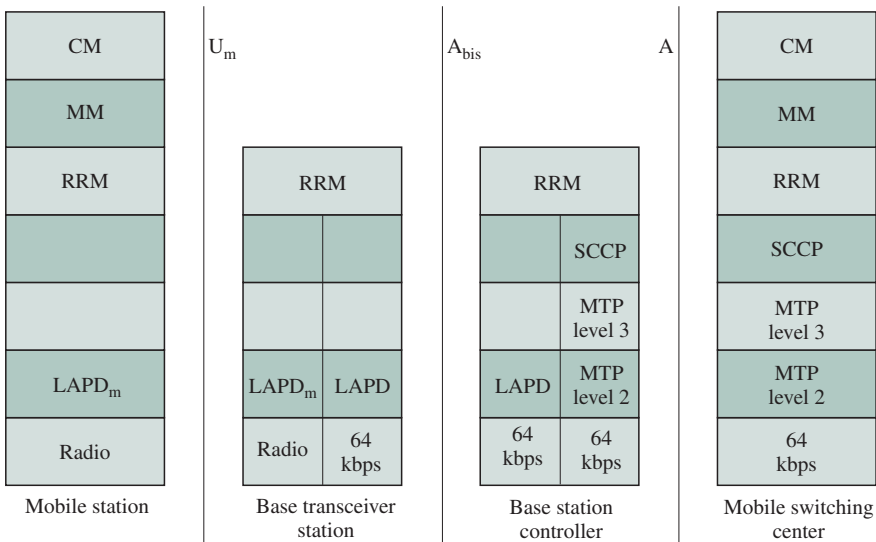 CM
U_m
A_bis
A
CM
MM
MM
RRM
RRM
RRM
RRM
SCCP
SCCP
MTP
level 3
MTP
level 3
LAPD_m
LAPD_m
LAPD
LAPD
MTP
level 2
MTP
level 2
Radio
Radio
64
kbps
64
kbps
64
kbps
64
kbps
Mobile station
Base transceiver
station
Base station
controller
Mobile switching
center